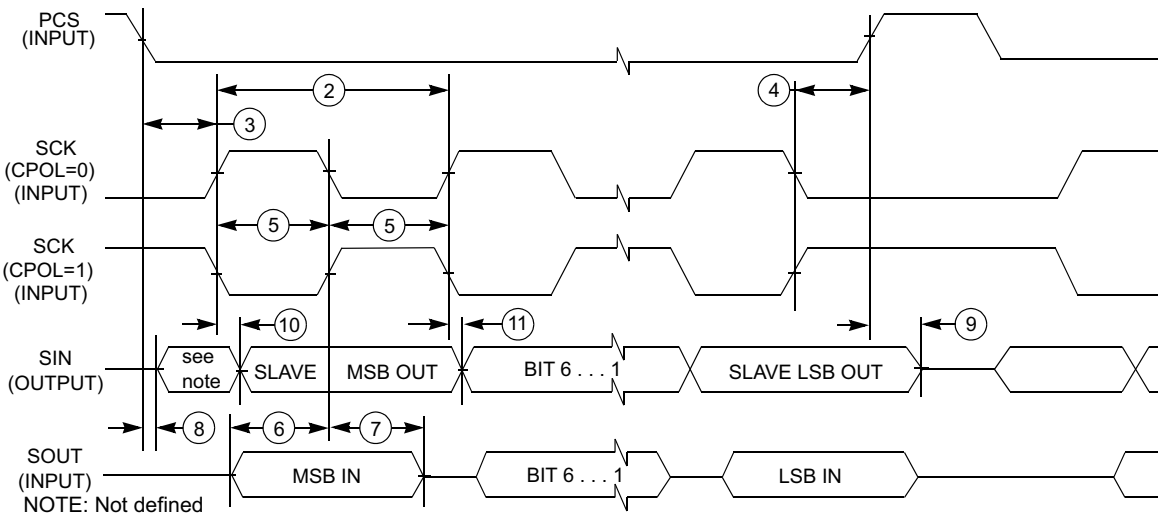 PCS
(INPUT)
2
4
3
SCK
(CPOL=0)
(INPUT)
5
5
SCK
(CPOL=1)
(INPUT)
10
11
9
SIN
(OUTPUT)
see
note
SLAVE
MSB OUT
BIT 6 . . . 1
SLAVE LSB OUT
8
6
7
SOUT
(INPUT)
MSB IN
BIT 6 . . . 1
LSB IN
NOTE: Not defined